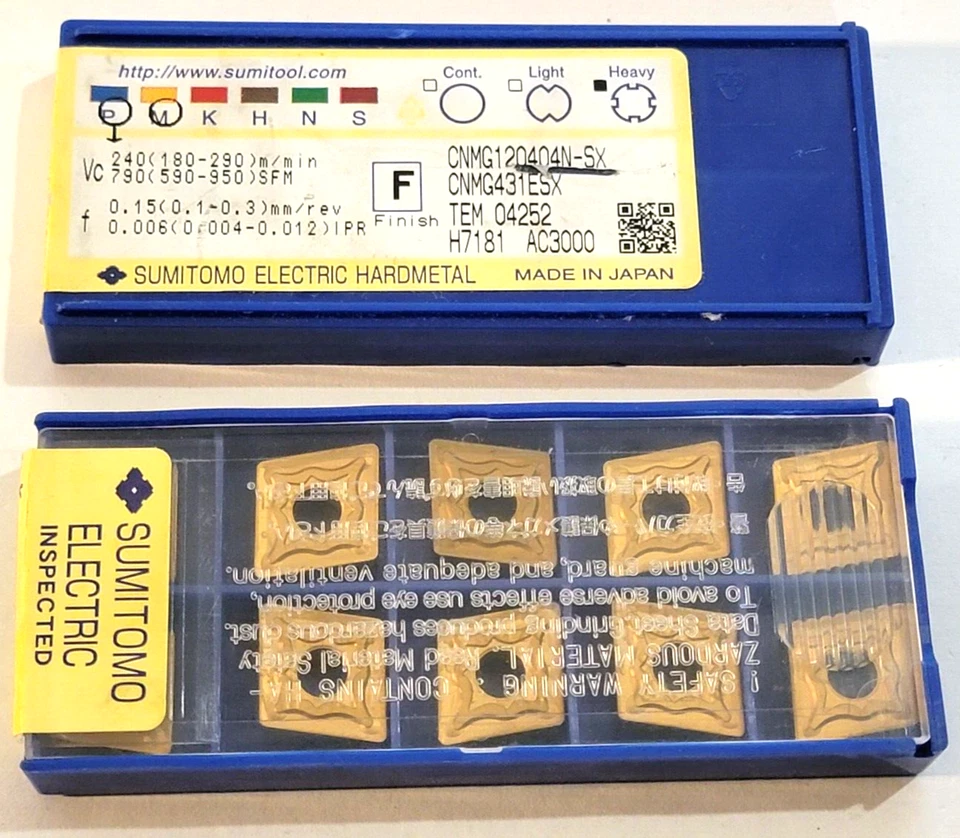 http://www.sumitool.com
P M K H N S
Cont. Light Heavy
Vc 240(180-290)m/min
790(590-950)SFM
f 0.15(0.1-0.3)mm/rev
0.006(0.004-0.012)IPR
F
Finish
CNMG120404N-SX
CNMG431ESX
TEM 04252
H7181 AC3000
SUMITOMO ELECTRIC HARDMETAL MADE IN JAPAN
SUMITOMO
ELECTRIC
INSPECTED
! SAFETY WARNING. CONTAINS HA-
ZARDOUS MATERIAL. Read Material Safety
Data Sheet. Grinding produces hazardous dust.
To avoid adverse effects use eye protection,
machine guard, and adequate ventilation.